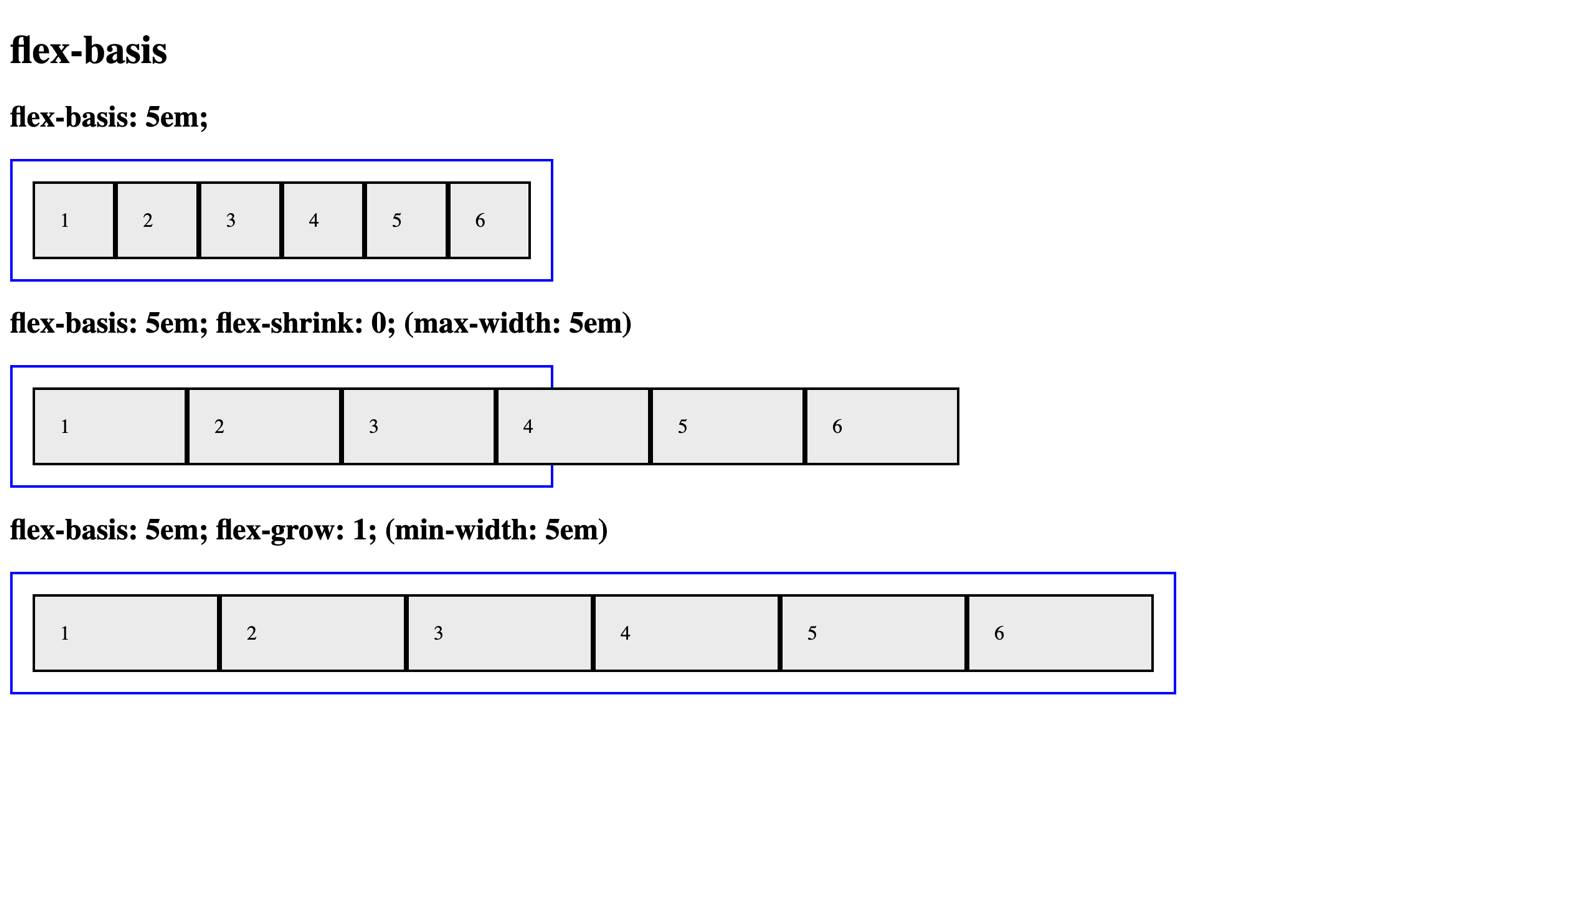 flex-basis
flex-basis: 5em;
1 2 3 4 5 6
flex-basis: 5em; flex-shrink: 0; (max-width: 5em)
1 2 3 4 5 6
flex-basis: 5em; flex-grow: 1; (min-width: 5em)
1 2 3 4 5 6